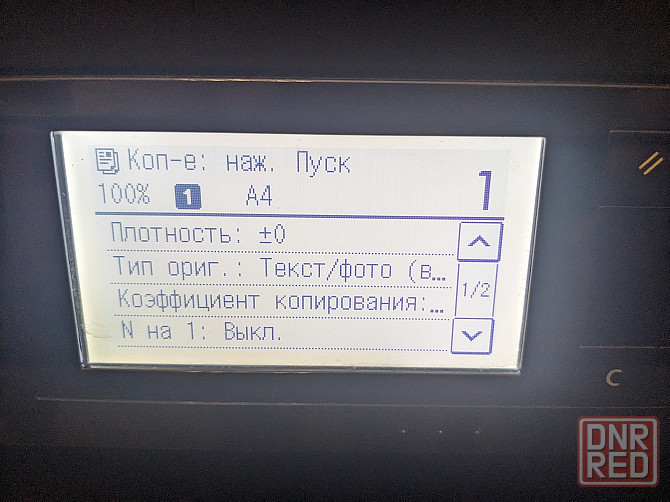 Коп-е: наж. Пуск
100% 1 A4 1
Плотность: ±0
Тип ориг.: Текст/фото (в…
Коэффициент копирования:…
1/2
N на 1: Выкл.
C
DNR
RED